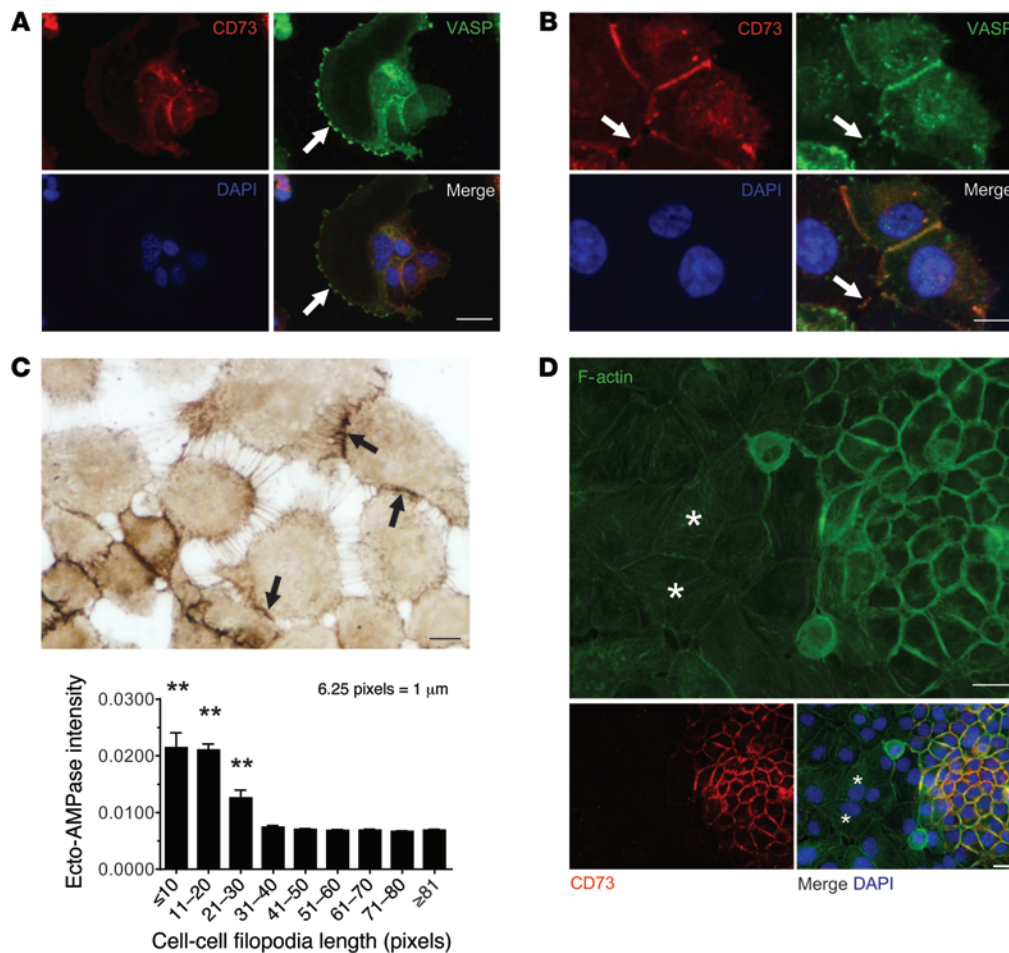 A
CD73
VASP
DAPI
Merge
B
CD73
VASP
DAPI
Merge
C
6.25 pixels = 1 μm
Ecto-AMPase intensity
0.0300
0.0200
0.0100
0.0000
**
**
**
≤10
11–20
21–30
31–40
41–50
51–60
61–70
71–80
≥81
Cell-cell filopodia length (pixels)
D
F-actin
*
*
*
*
CD73
Merge DAPI